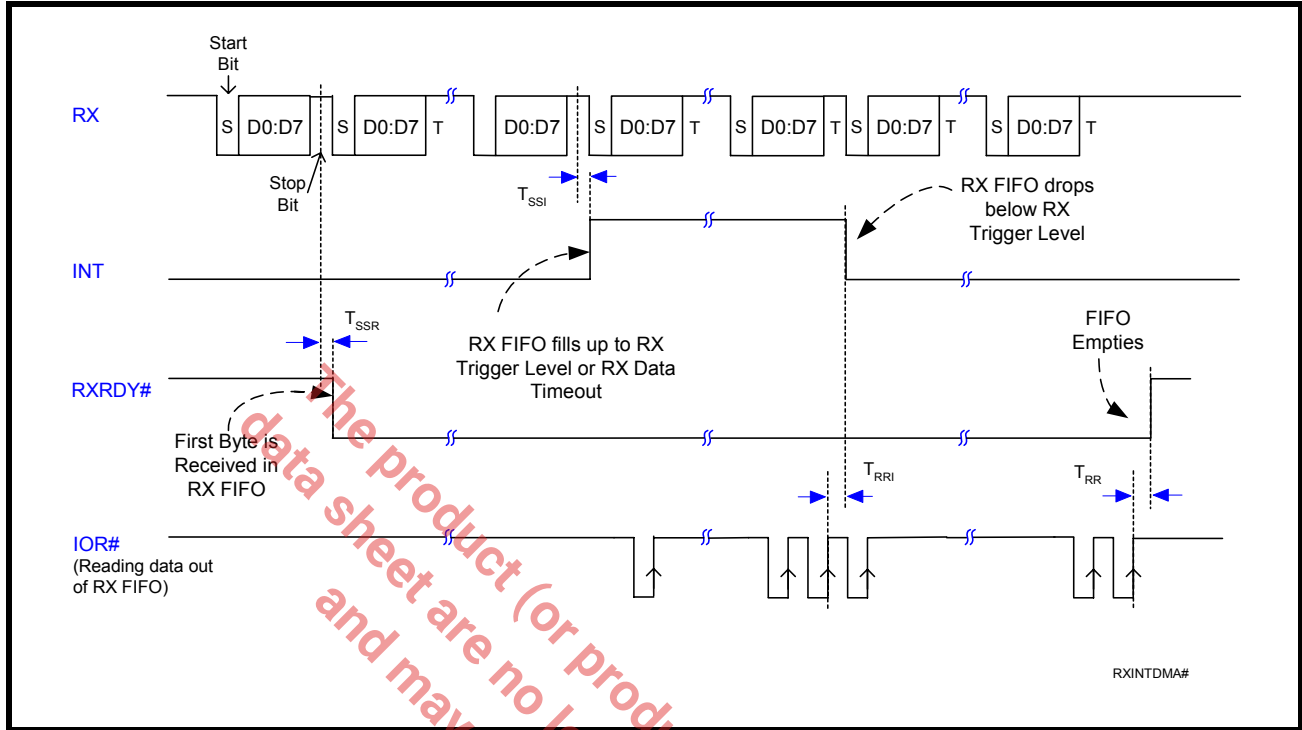 Start
Bit
RX
S D0:D7 S D0:D7 T D0:D7 S D0:D7 T S D0:D7 T S D0:D7 T S D0:D7 T
Stop
Bit
TSSI
RX FIFO drops
below RX
Trigger Level
INT
TSSR
RX FIFO fills up to RX
Trigger Level or RX Data
Timeout
FIFO
Empties
RXRDY#
First Byte is
Received in
RX FIFO
TRRI
TRR
IOR#
(Reading data out
of RX FIFO)
RXINTDMA#
The product (or produ
data sheet are no
and may